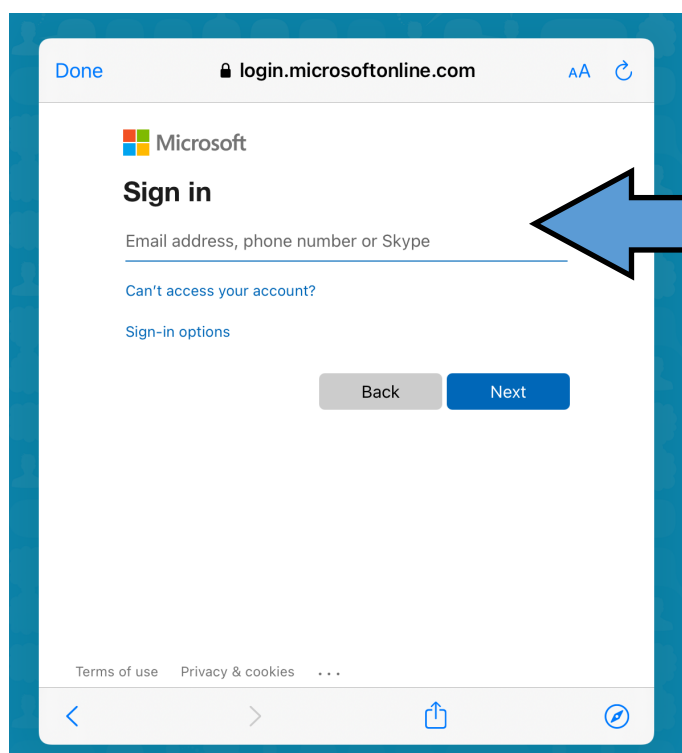 Done login.microsoftonline.com AA
Microsoft
Sign in
Email address, phone number or Skype
Can't access your account?
Sign-in options
Back Next
Terms of use Privacy & cookies ...